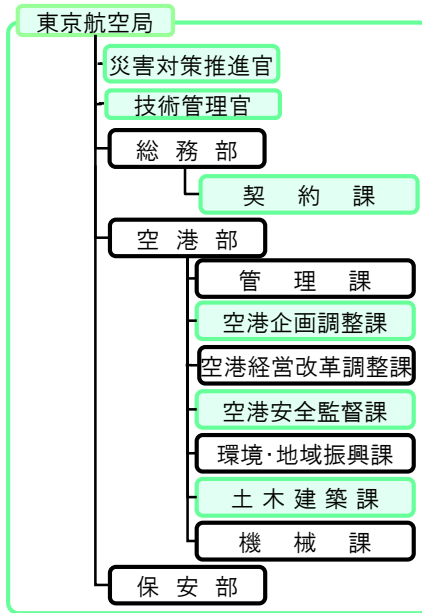 東京航空局
災害対策推進官
技術管理官
総務部
契約課
空港部
管理課
空港企画調整課
空港経営改革調整課
空港安全監督課
環境・地域振興課
土木建築課
機械課
保安部